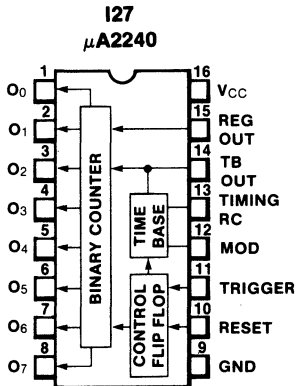 I27
μA2240
1
16
O₀
VCC
2
15
O₁
REG
OUT
3
14
O₂
TB
OUT
4
13
O₃
TIMING
RC
5
12
O₄
MOD
6
11
O₅
TRIGGER
7
10
O₆
RESET
8
9
O₇
GND
BINARY COUNTER
TIME
BASE
CONTROL
FLIP FLOP